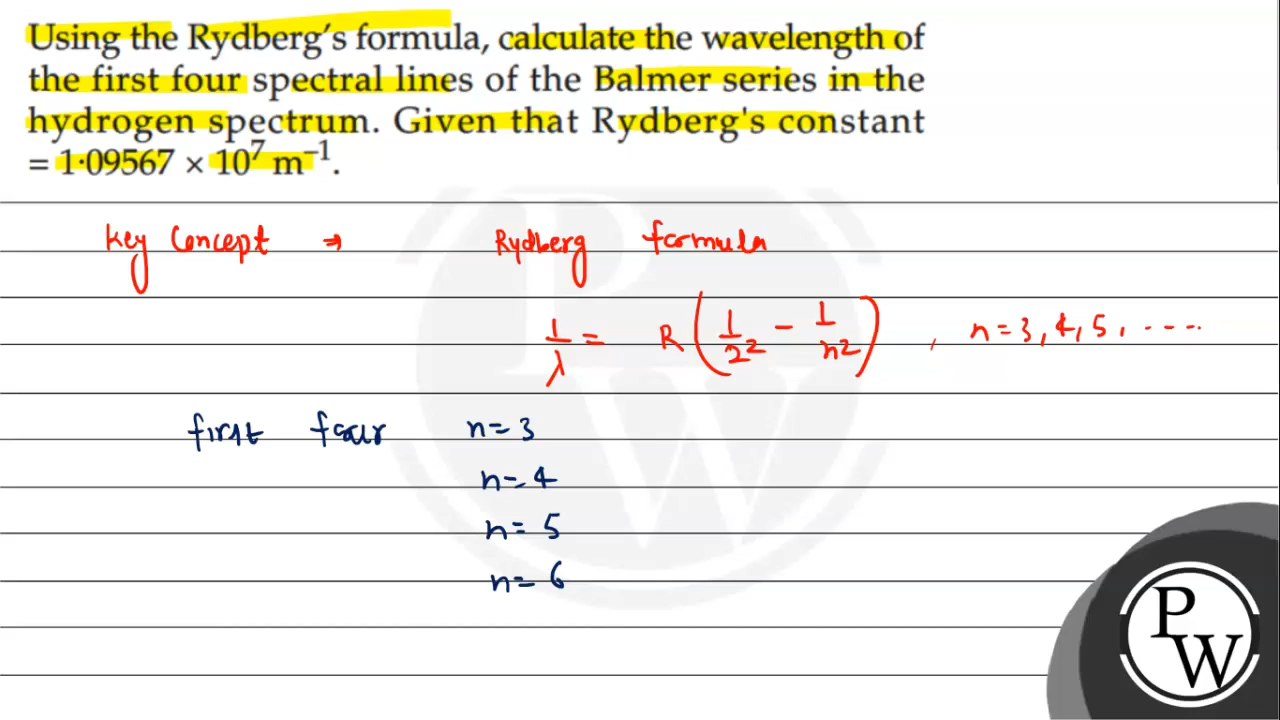 Using the Rydberg's formula, calculate the wavelength of
the first four spectral lines of the Balmer series in the
hydrogen spectrum. Given that Rydberg's constant
= 1·09567 × 10⁷ m⁻¹.
Key Concept → Rydberg formula
1/λ = R(1/2² - 1/n²), n=3, 4, 5, ----
first four n=3
n=4
n=5
n=6
P
W